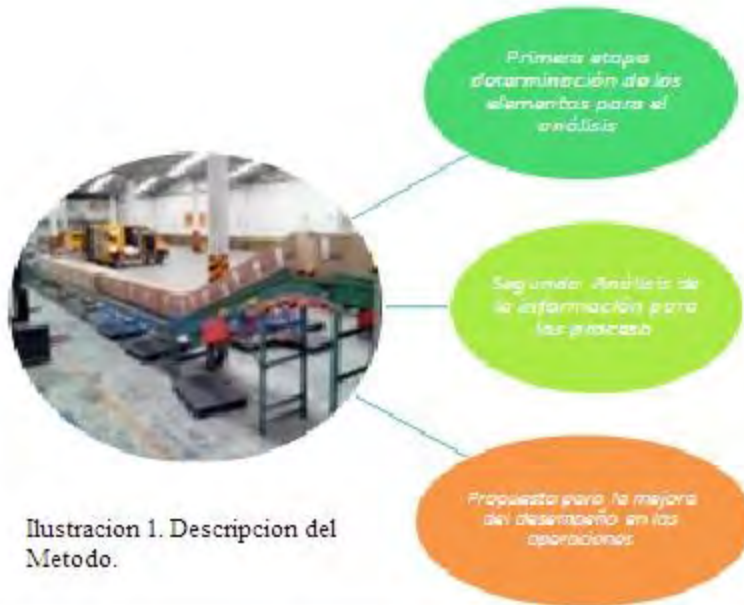 Primera etapa
determinación de los
elementos para el
análisis
Segunda: Análisis de
la información para
los proceso
Propuesta para la mejora
del desempeño en las
operaciones
Ilustracion 1. Descripcion del
Metodo.